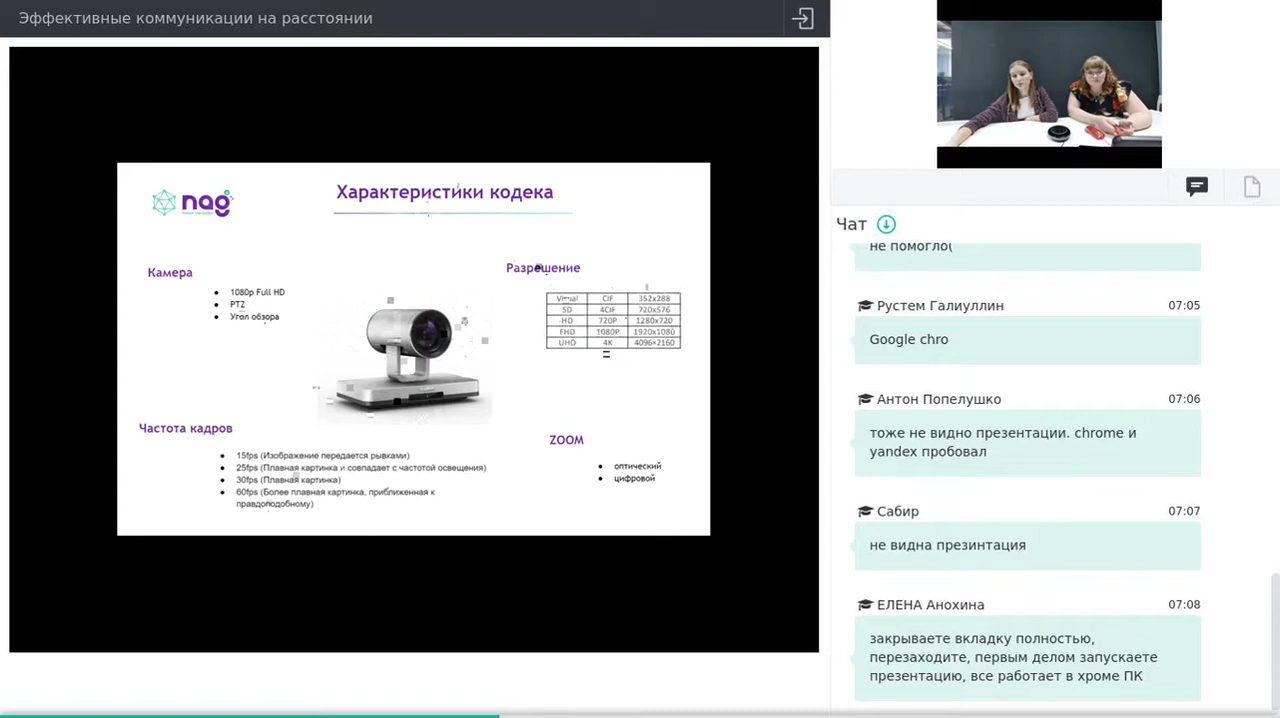 Эффективные коммуникации на расстоянии
nag
Характеристики кодека
Камера
1080p Full HD
PTZ
Угол обзора
Разрешение
Visual CIF 352x288
SD 4CIF 720x576
HD 720P 1280x720
FHD 1080P 1920x1080
UHD 4K 4096×2160
Частота кадров
15fps (Изображение передается рывками)
25fps (Плавная картинка и совпадает с частотой освещения)
30fps (Плавная картинка)
60fps (Более плавная картинка, приближенная к
правдоподобному)
ZOOM
оптический
цифровой
Чат
не помогло(
Рустем Галиуллин 07:05
Google chro
Антон Попелушко 07:06
тоже не видно презентации. chrome и
yandex пробовал
Сабир 07:07
не видна презинтация
ЕЛЕНА Анохина 07:08
закрываете вкладку полностью,
перезаходите, первым делом запускаете
презентацию, все работает в хроме ПК